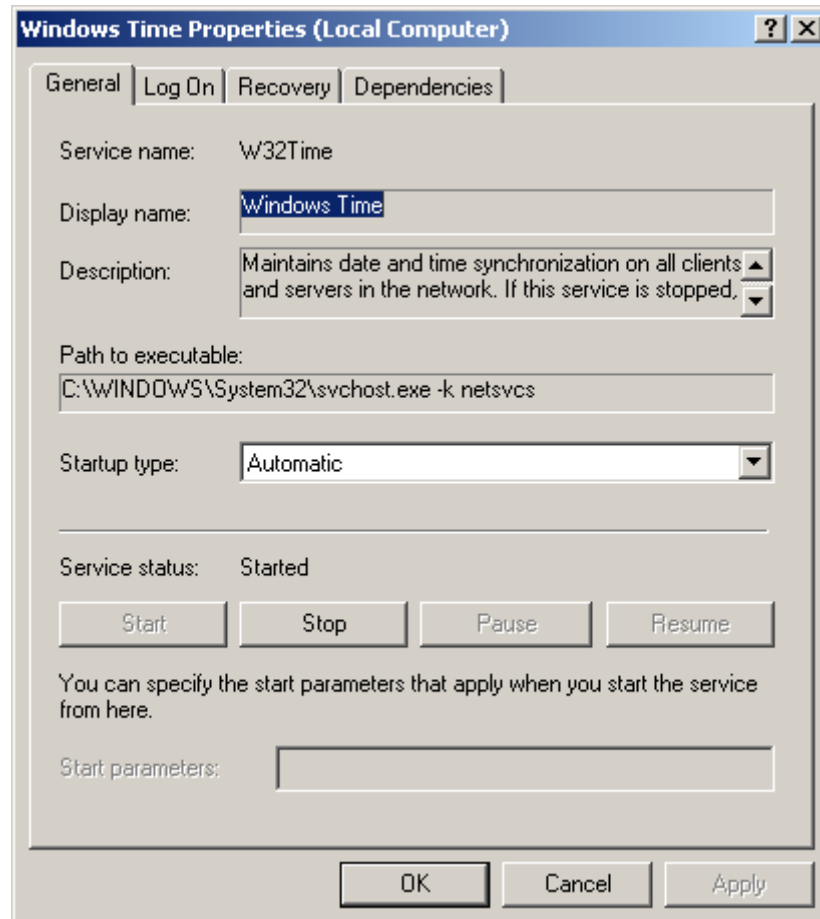 Windows Time Properties (Local Computer)
General Log On Recovery Dependencies
Service name: W32Time
Display name: Windows Time
Description: Maintains date and time synchronization on all clients
and servers in the network. If this service is stopped,
Path to executable:
C:\WINDOWS\System32\svchost.exe -k netsvcs
Startup type: Automatic
Service status: Started
Start Stop Pause Resume
You can specify the start parameters that apply when you start the service
from here.
Start parameters:
OK Cancel Apply